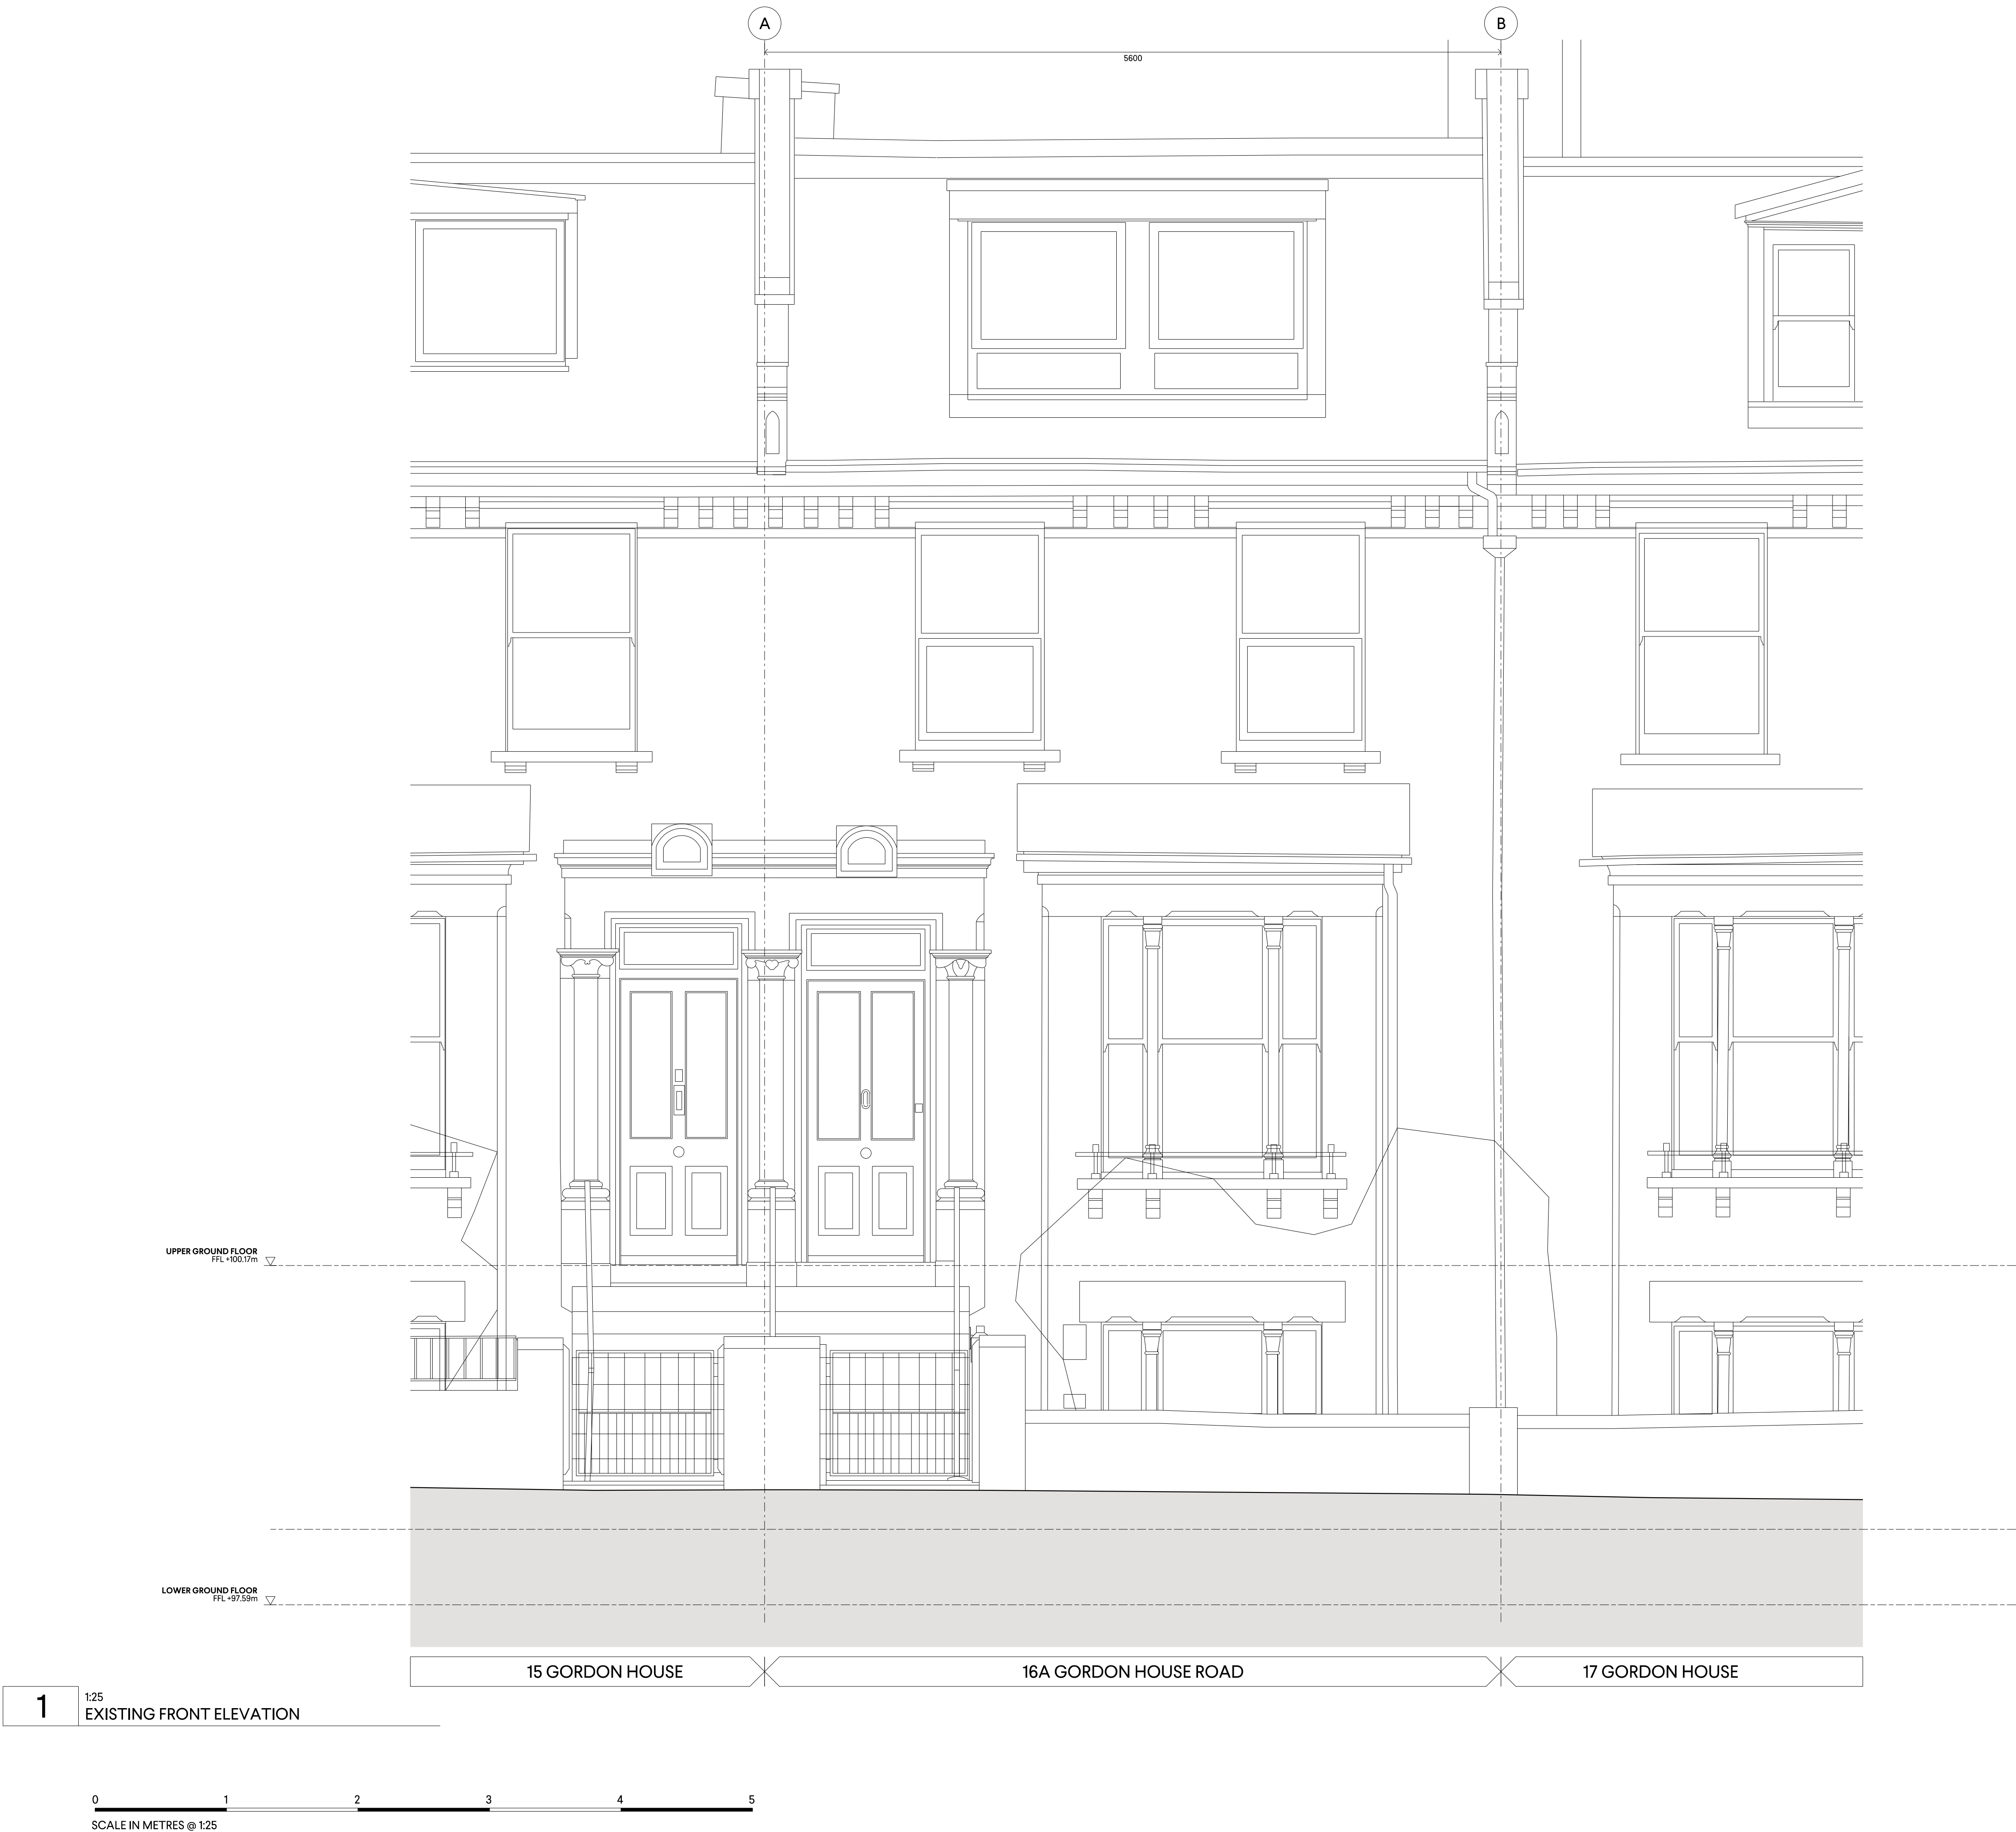 A
B
5600
UPPER GROUND FLOOR
FFL +100.17m
LOWER GROUND FLOOR
FFL +97.59m
15 GORDON HOUSE
16A GORDON HOUSE ROAD
17 GORDON HOUSE
1
1:25
EXISTING FRONT ELEVATION
0 1 2 3 4 5
SCALE IN METRES @ 1:25